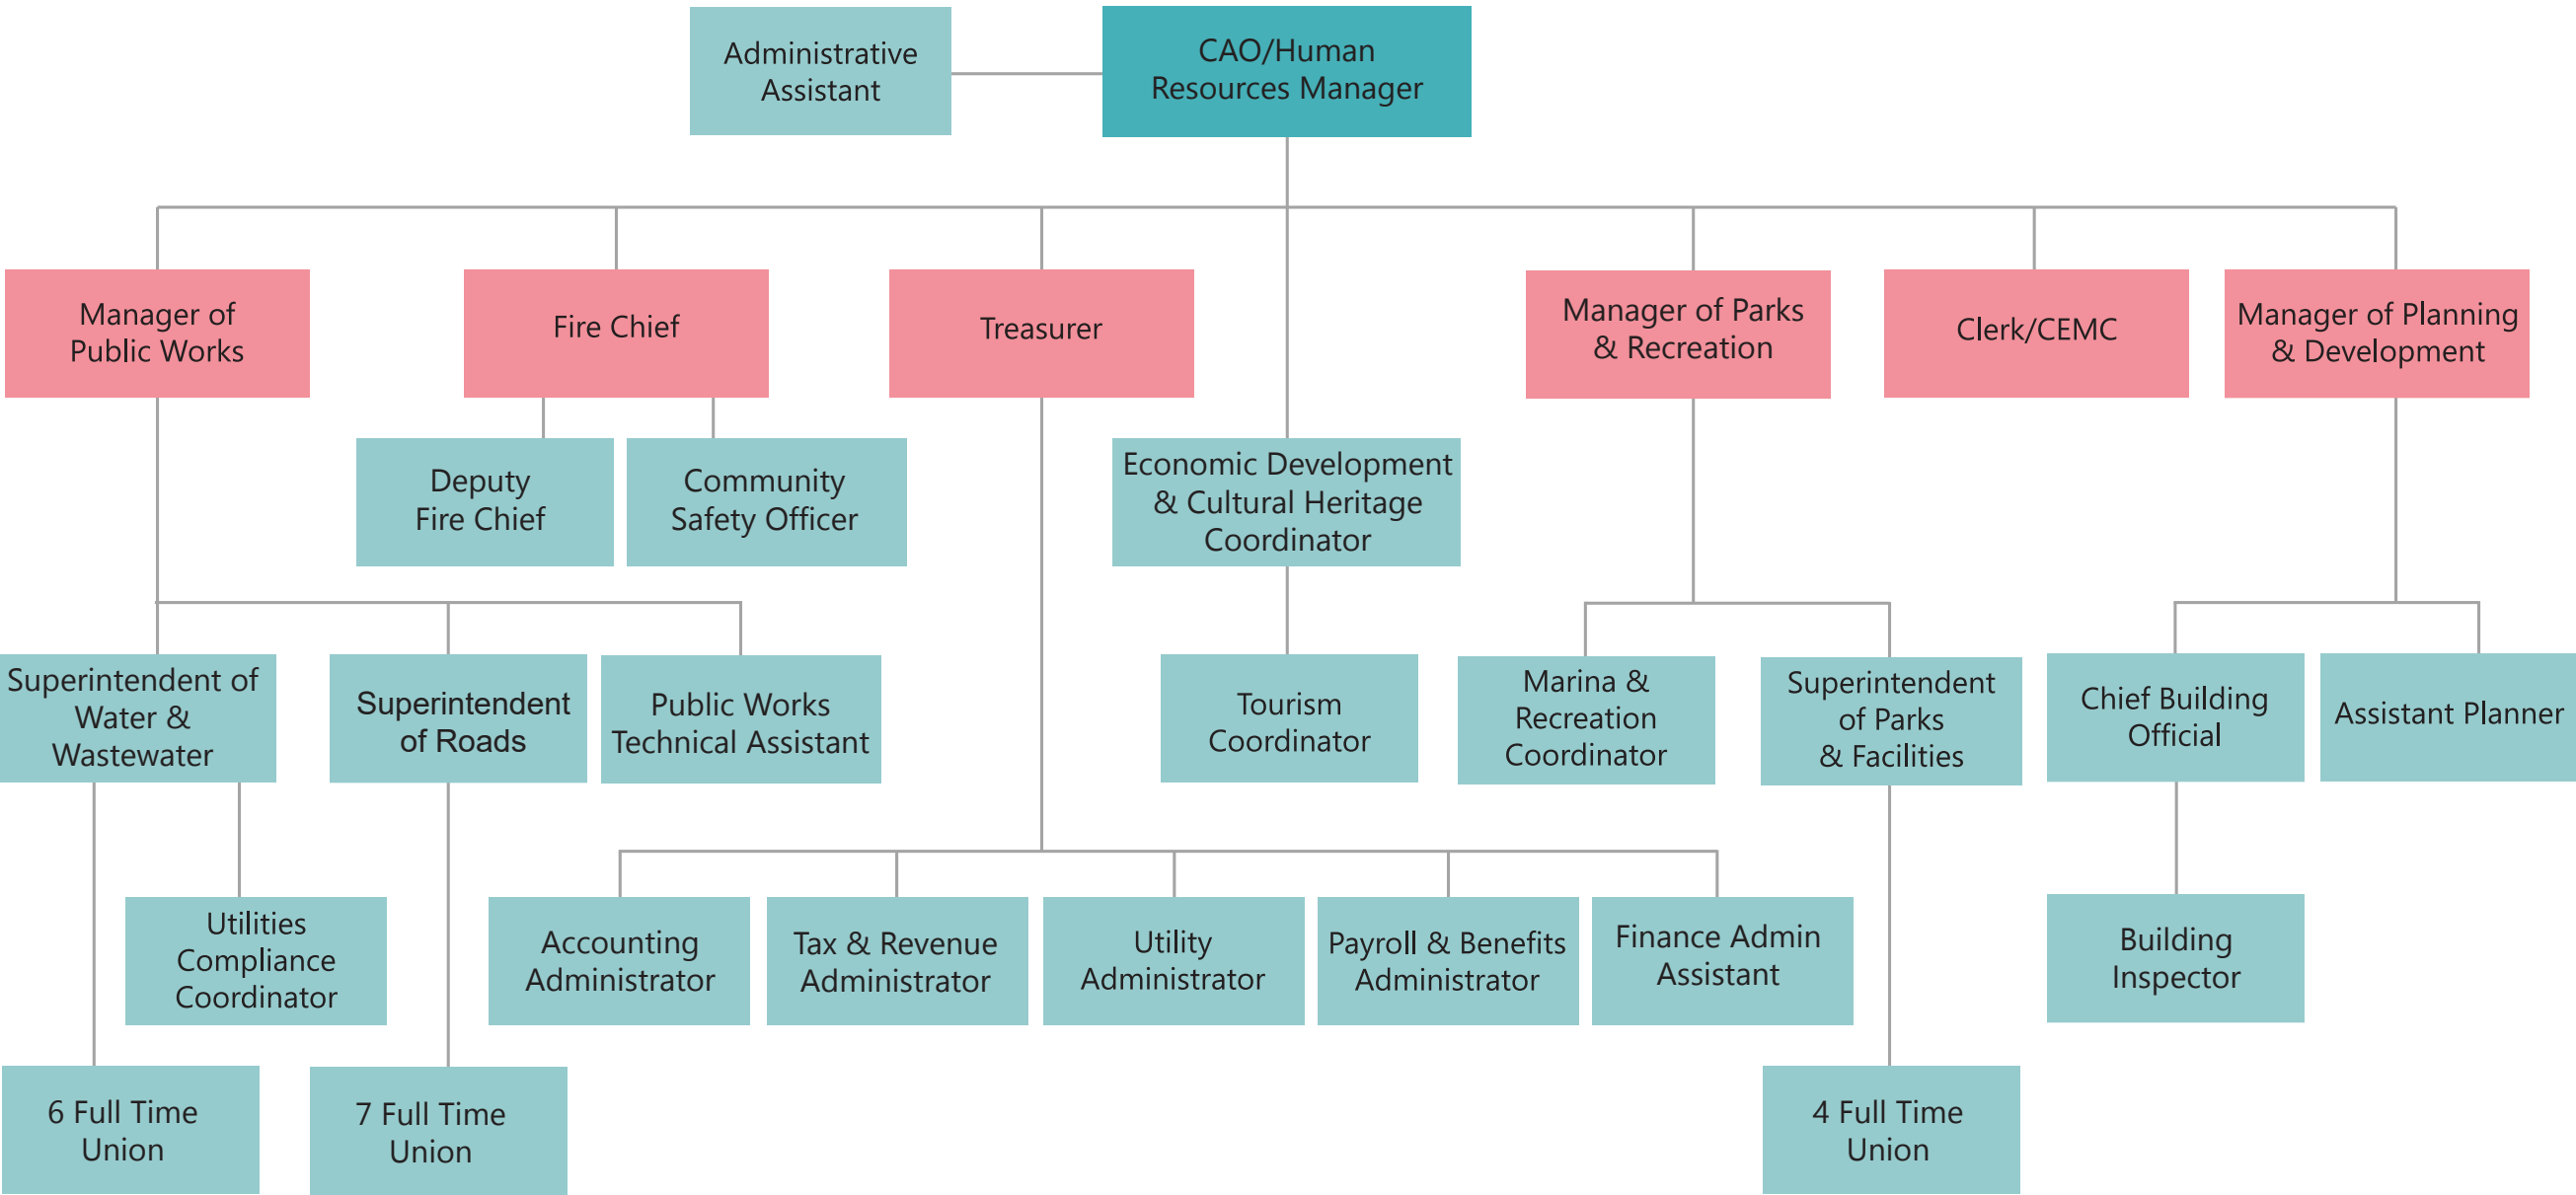 Administrative
Assistant
CAO/Human
Resources Manager
Manager of
Public Works
Fire Chief
Treasurer
Manager of Parks
& Recreation
Clerk/CEMC
Manager of Planning
& Development
Deputy
Fire Chief
Community
Safety Officer
Economic Development
& Cultural Heritage
Coordinator
Superintendent of
Water &
Wastewater
Superintendent
of Roads
Public Works
Technical Assistant
Tourism
Coordinator
Marina &
Recreation
Coordinator
Superintendent
of Parks
& Facilities
Chief Building
Official
Assistant Planner
Utilities
Compliance
Coordinator
Accounting
Administrator
Tax & Revenue
Administrator
Utility
Administrator
Payroll & Benefits
Administrator
Finance Admin
Assistant
Building
Inspector
6 Full Time
Union
7 Full Time
Union
4 Full Time
Union